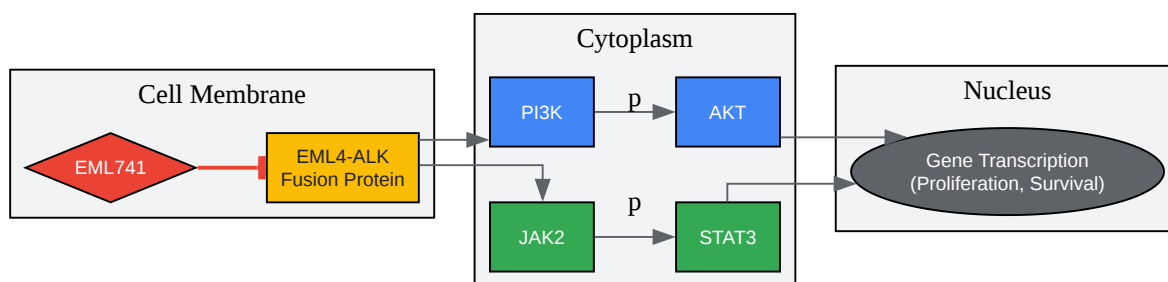 Cell Membrane
EML741
EML4-ALK
Fusion Protein
Cytoplasm
PI3K
p
AKT
JAK2
p
STAT3
Nucleus
Gene Transcription
(Proliferation, Survival)